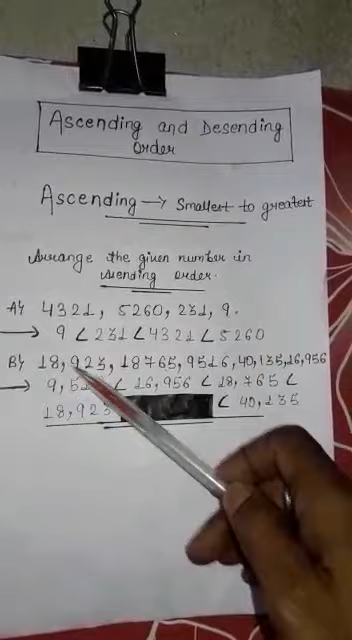 Ascending and Desending
Order
Ascending → Smallest to greatest
Arrange the given number in
order.
A) 4321, 5260, 231, 9.
→ 9 < 231 < 4321 < 5260
B) 18,923, 18765, 9516, 40,135, 16,956
→ 9,51 < 16,956 < 18,765 <
18,923 < 40,135